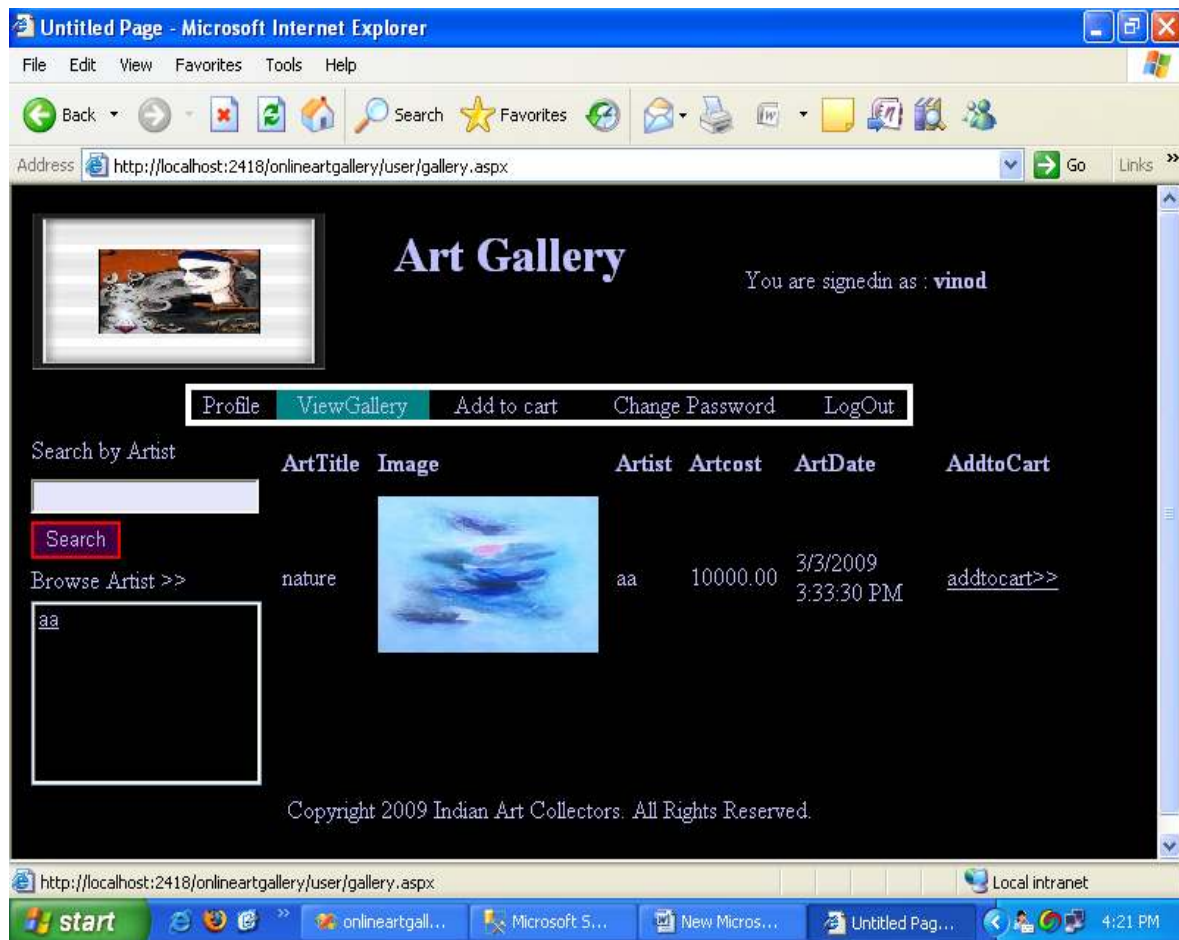 Untitled Page - Microsoft Internet Explorer
File Edit View Favorites Tools Help
Back Search Favorites
Address http://localhost:2418/onlineartgallery/user/gallery.aspx Go Links »
Art Gallery
You are signedin as : vinod
Profile ViewGallery Add to cart Change Password LogOut
Search by Artist
Search
Browse Artist >>
aa
ArtTitle Image Artist Artcost ArtDate AddtoCart
nature aa 10000.00 3/3/2009
3:33:30 PM addtocart>>
Copyright 2009 Indian Art Collectors. All Rights Reserved.
http://localhost:2418/onlineartgallery/user/gallery.aspx Local intranet
start » onlineartgall... Microsoft S... New Micros... Untitled Pag... 4:21 PM